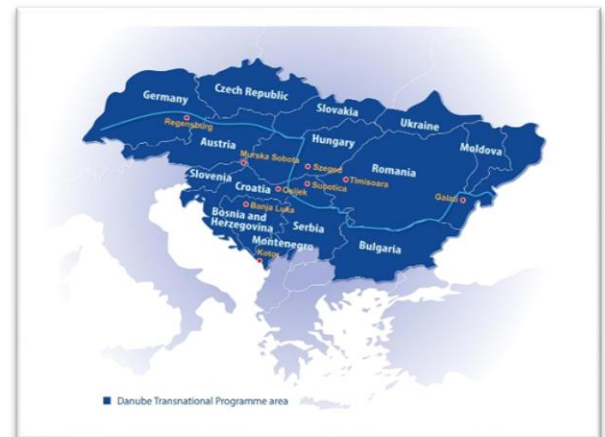 Czech Republic
Germany
Slovakia
Ukraine
Regensburg
Moldova
Hungary
Austria
Murska Sobota
Szeged
Romania
Slovenia
Timisoara
Subotica
Croatia
Osijek
Galati
Banja Luka
Bosnia and
Herzegovina
Serbia
Montenegro
Bulgaria
Kotor
Danube Transnational Programme area